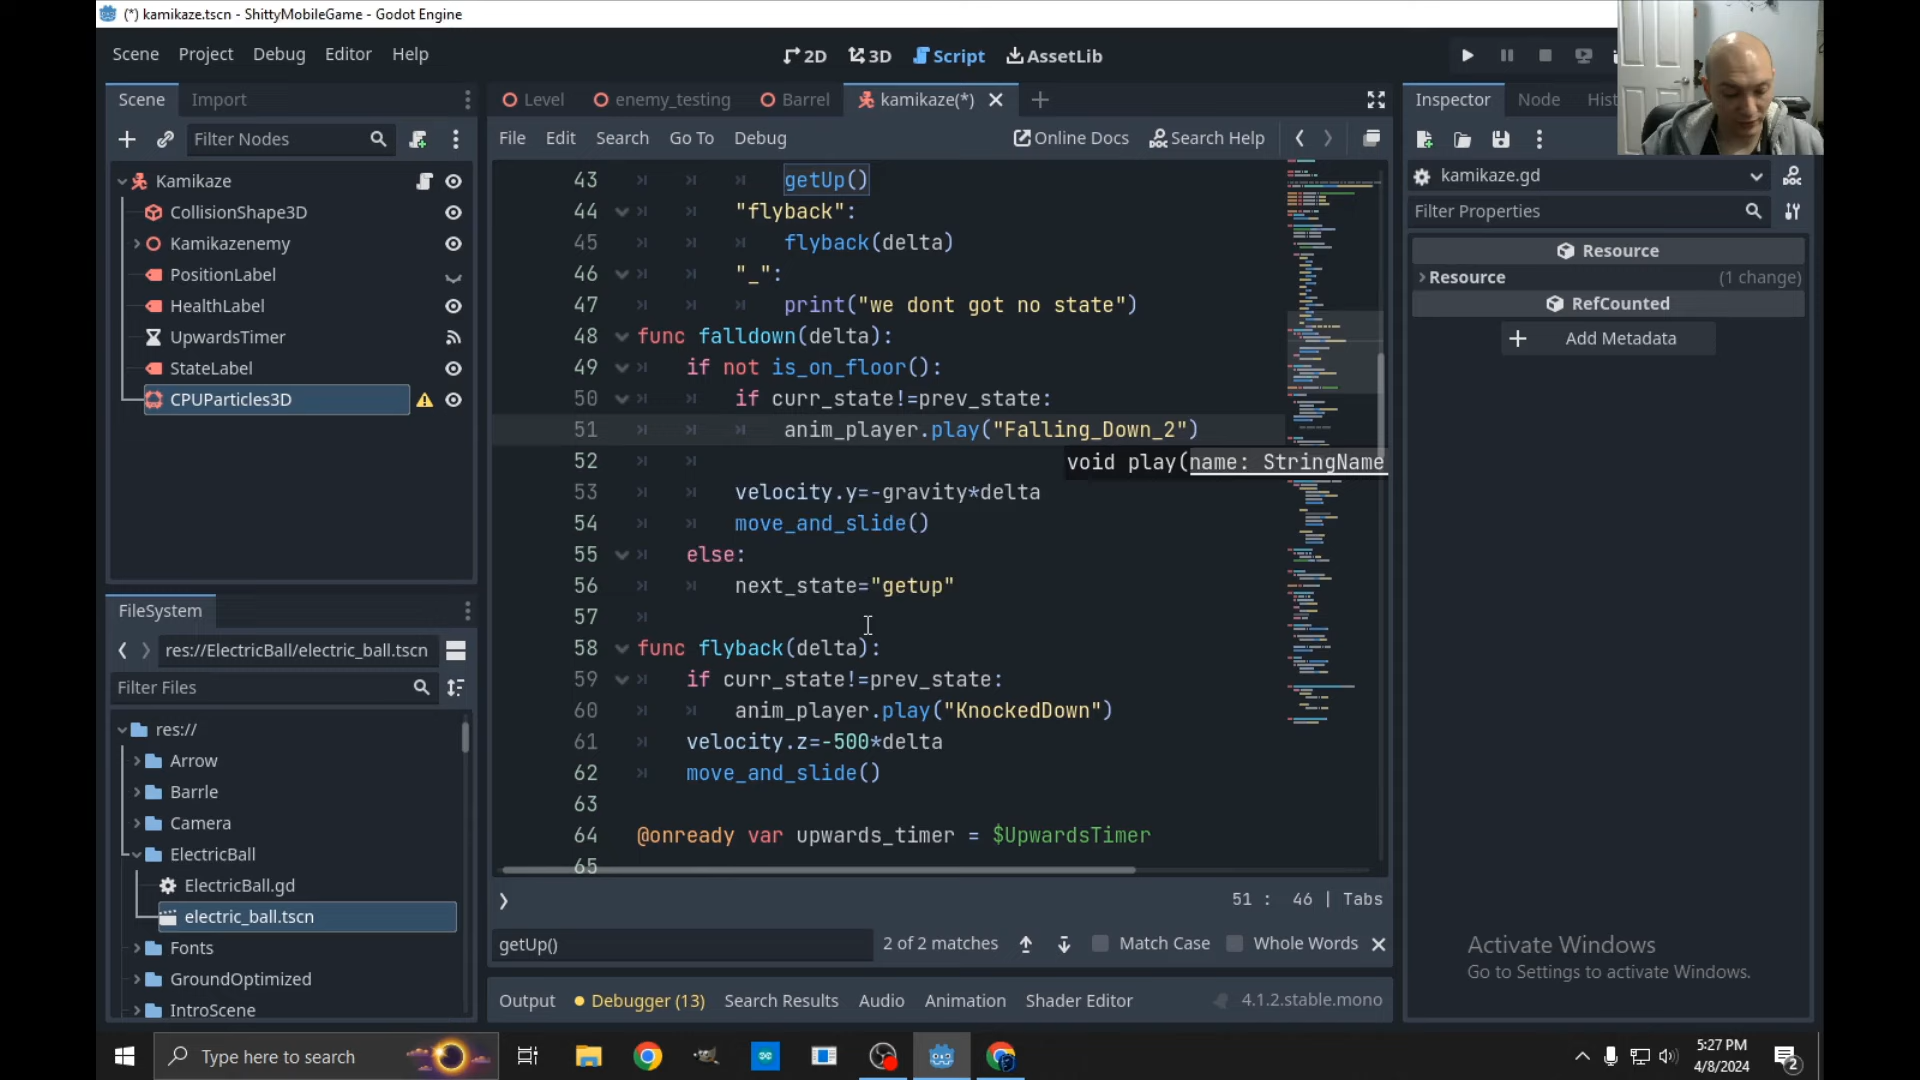 (*) kamikaze.tscn - ShittyMobileGame - Godot Engine
Scene Project Debug Editor Help
2D 3D Script AssetLib
Scene Import
Filter Nodes
Kamikaze
CollisionShape3D
Kamikazenemy
PositionLabel
HealthLabel
UpwardsTimer
StateLabel
CPUParticles3D
FileSystem
res://ElectricBall/electric_ball.tscn
Filter Files
res://
Arrow
Barrle
Camera
ElectricBall
ElectricBall.gd
electric_ball.tscn
Fonts
GroundOptimized
IntroScene
Level enemy_testing Barrel kamikaze(*)
File Edit Search Go To Debug Online Docs Search Help
43 getUp()
44 "flyback":
45 flyback(delta)
46 "_":
47 print("we dont got no state")
48 func falldown(delta):
49 if not is_on_floor():
50 if curr_state!=prev_state:
51 anim_player.play("Falling_Down_2")
52
void play(name: StringName
53 velocity.y=-gravity*delta
54 move_and_slide()
55 else:
56 next_state="getup"
57
58 func flyback(delta):
59 if curr_state!=prev_state:
60 anim_player.play("KnockedDown")
61 velocity.z=-500*delta
62 move_and_slide()
63
64 @onready var upwards_timer = $UpwardsTimer
65
51 : 46 | Tabs
getUp() 2 of 2 matches Match Case Whole Words
Output Debugger (13) Search Results Audio Animation Shader Editor 4.1.2.stable.mono
Inspector Node Hist
kamikaze.gd
Filter Properties
Resource
Resource (1 change)
RefCounted
Add Metadata
Activate Windows
Go to Settings to activate Windows.
Type here to search
5:27 PM
4/8/2024
2